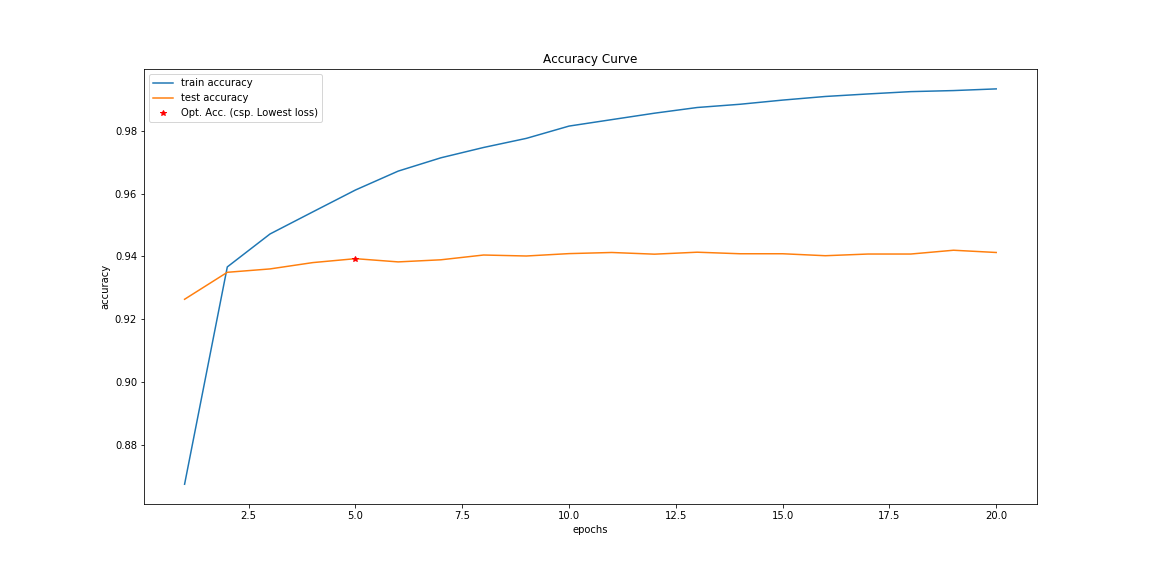 Accuracy Curve
train accuracy
test accuracy
Opt. Acc. (csp. Lowest loss)
0.98
0.96
0.94
0.92
0.90
0.88
accuracy
2.5 5.0 7.5 10.0 12.5 15.0 17.5 20.0
epochs